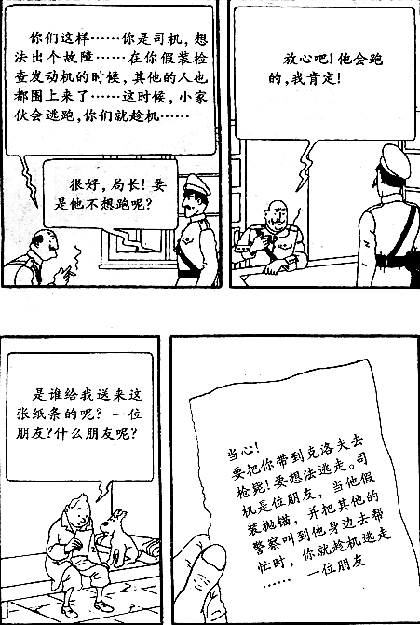 你们这样……你是司机，想
法出个故障……在你假装检
查发动机的时候，其他的人也
都围上来了……这时候，小家
伙会逃跑，你们就趁机……
很好，局长！要
是他不想跑呢？
放心吧！他会跑
的，我肯定！
是谁给我送来这
张纸条的呢？一位
朋友？什么朋友呢？
当心！
要把你带到克洛夫去
枪毙！要想法逃走。司
机是位朋友，当他假
装抛锚，并把其他的
警察叫到他身边去帮
忙时，你就趁机逃走
…… 一位朋友